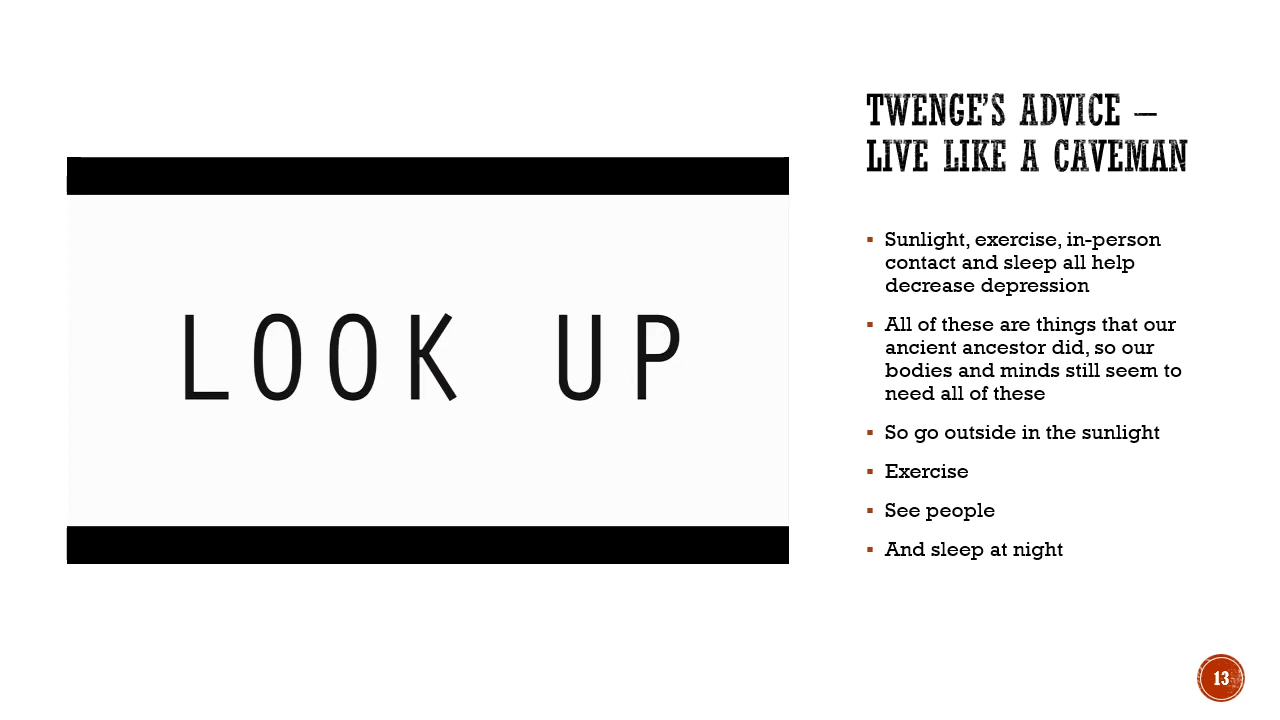 LOOK UP
TWENGE'S ADVICE –
LIVE LIKE A CAVEMAN
▪ Sunlight, exercise, in-person
contact and sleep all help
decrease depression
▪ All of these are things that our
ancient ancestor did, so our
bodies and minds still seem to
need all of these
▪ So go outside in the sunlight
▪ Exercise
▪ See people
▪ And sleep at night
13